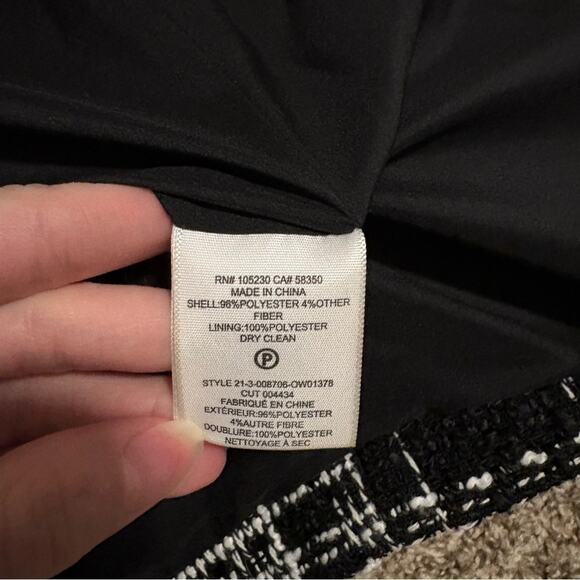 RN# 105230 CA# 58350
MADE IN CHINA
SHELL:96%POLYESTER 4%OTHER
FIBER
LINING:100%POLYESTER
DRY CLEAN
P
STYLE 21-3-008706-OW01378
CUT 004434
FABRIQUÉ EN CHINE
EXTÉRIEUR:96%POLYESTER
4%AUTRE FIBRE
DOUBLURE:100%POLYESTER
NETTOYAGE À SEC